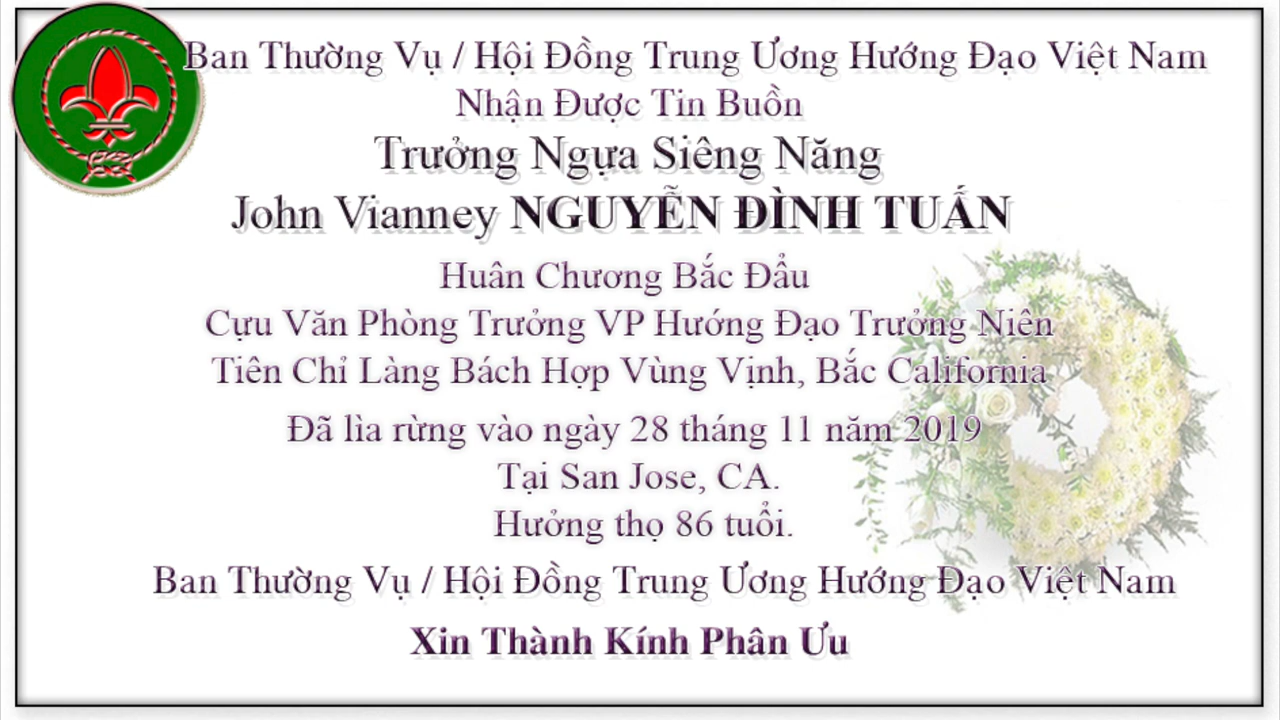 Ban Thường Vụ / Hội Đồng Trung Ương Hướng Đạo Việt Nam
Nhận Được Tin Buồn
Trưởng Ngựa Siêng Năng
John Vianney NGUYỄN ĐÌNH TUẤN
Huân Chương Bắc Đẩu
Cựu Văn Phòng Trưởng VP Hướng Đạo Trưởng Niên
Tiên Chỉ Làng Bách Hợp Vùng Vịnh, Bắc California
Đã lìa rừng vào ngày 28 tháng 11 năm 2019
Tại San Jose, CA.
Hưởng thọ 86 tuổi.
Ban Thường Vụ / Hội Đồng Trung Ương Hướng Đạo Việt Nam
Xin Thành Kính Phân Ưu